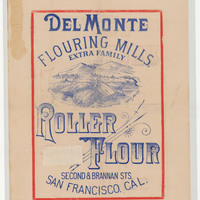 DEL MONTE
FLOURING MILLS
EXTRA FAMILY
ROLLER
FLOUR
SECOND & BRANNAN STS.
SAN FRANCISCO, CAL.